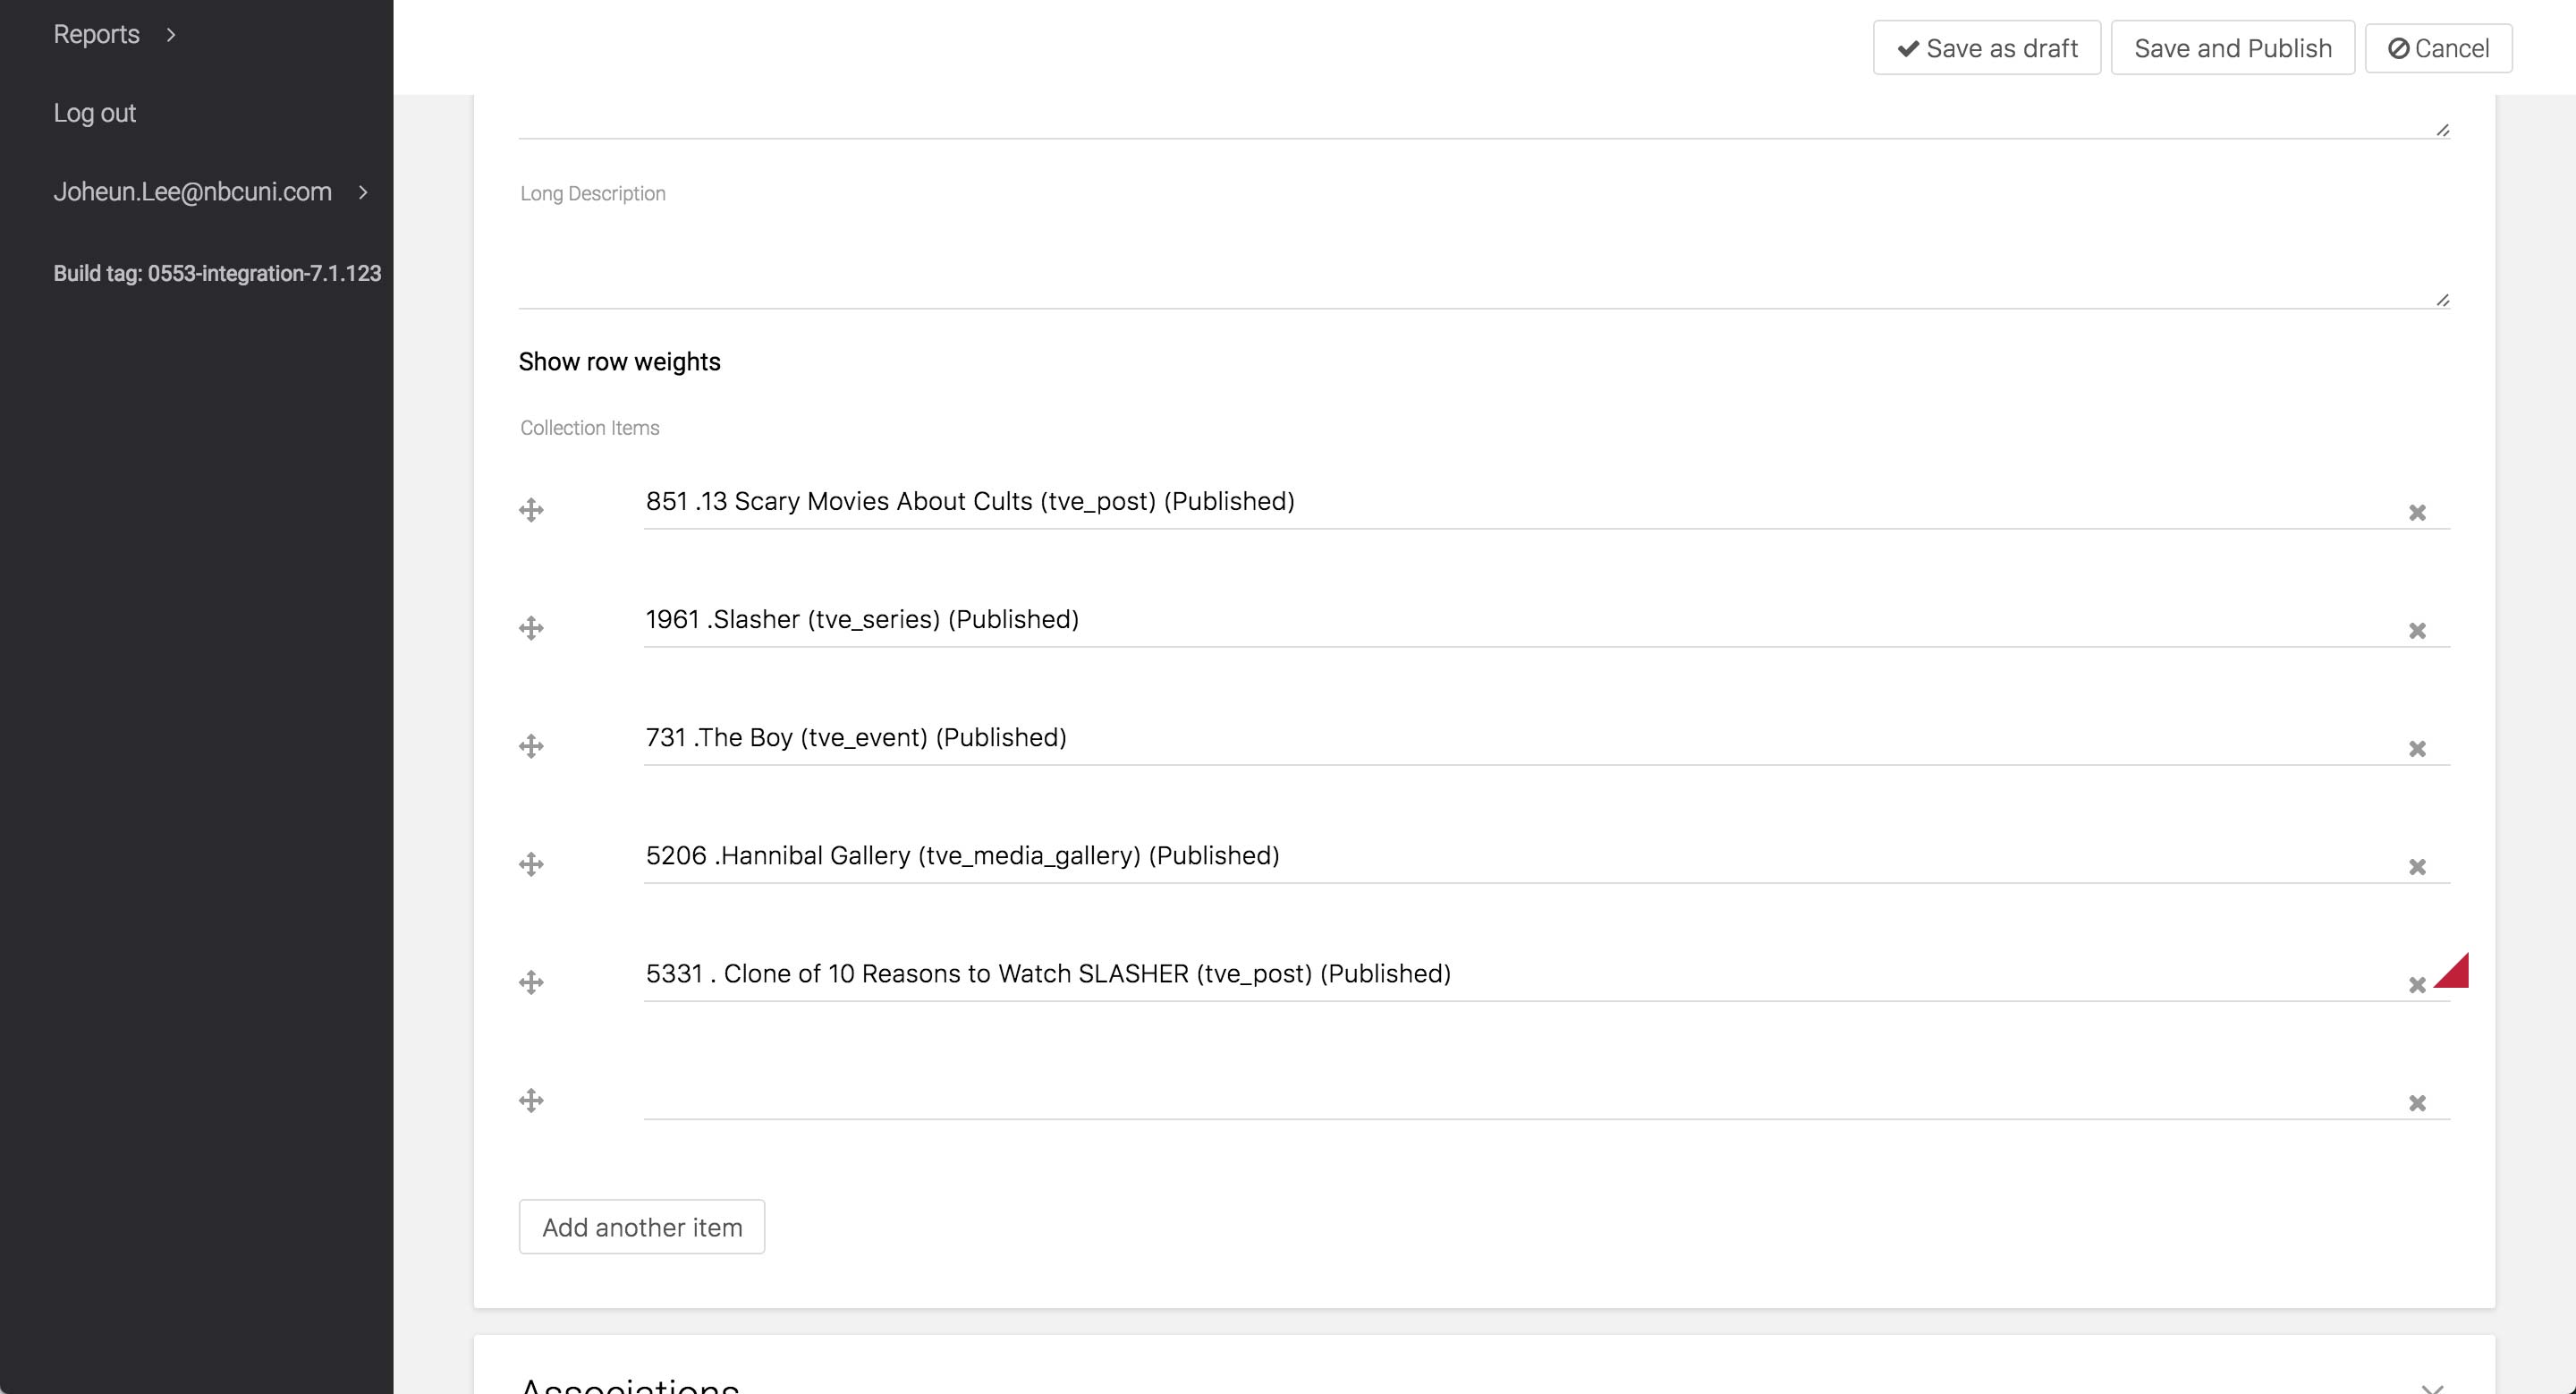 Reports
Log out
Joheun.Lee@nbcuni.com
Build tag: 0553-integration-7.1.123
Save as draft
Save and Publish
Cancel
Long Description
Show row weights
Collection Items
851 .13 Scary Movies About Cults (tve_post) (Published)
1961 .Slasher (tve_series) (Published)
731 .The Boy (tve_event) (Published)
5206 .Hannibal Gallery (tve_media_gallery) (Published)
5331 . Clone of 10 Reasons to Watch SLASHER (tve_post) (Published)
Add another item
Associations